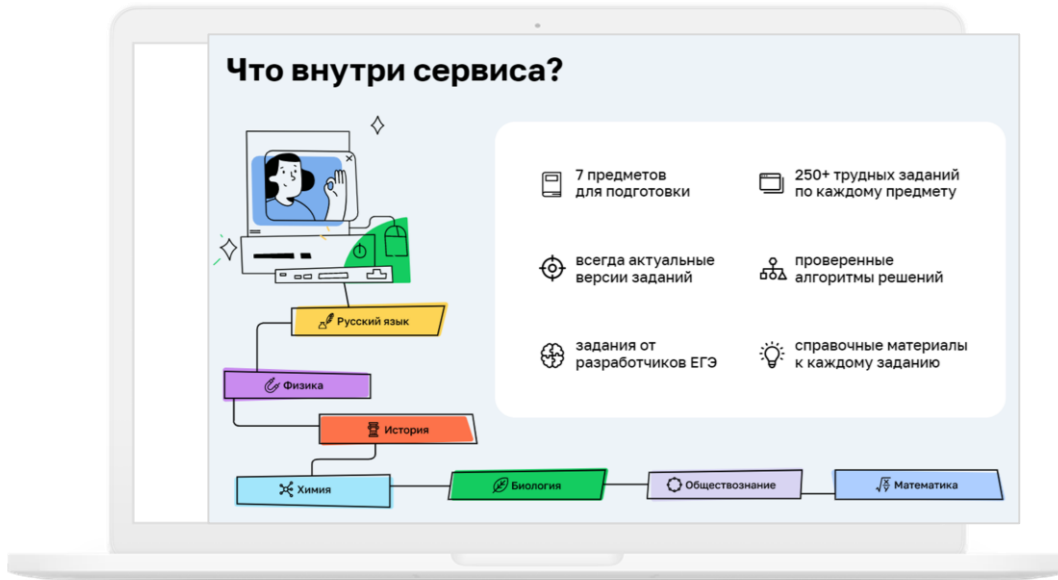 Что внутри сервиса?
7 предметов
для подготовки
250+ трудных заданий
по каждому предмету
всегда актуальные
версии заданий
проверенные
алгоритмы решений
задания от
разработчиков ЕГЭ
справочные материалы
к каждому заданию
Русский язык
Физика
История
Химия
Биология
Обществознание
Математика